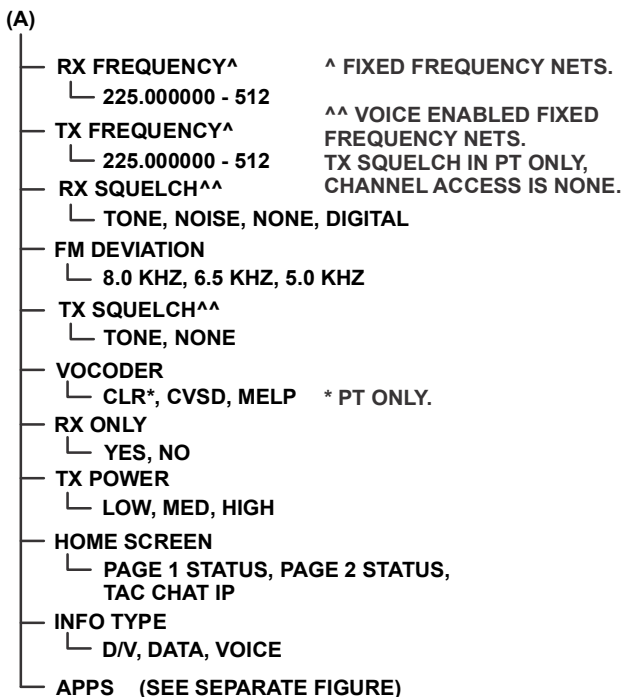 (A)
RX FREQUENCY^ ^ FIXED FREQUENCY NETS.
225.000000 - 512
^^ VOICE ENABLED FIXED
FREQUENCY NETS.
TX SQUELCH IN PT ONLY,
CHANNEL ACCESS IS NONE.
TX FREQUENCY^
225.000000 - 512
RX SQUELCH^^
TONE, NOISE, NONE, DIGITAL
FM DEVIATION
8.0 KHZ, 6.5 KHZ, 5.0 KHZ
TX SQUELCH^^
TONE, NONE
VOCODER
CLR*, CVSD, MELP * PT ONLY.
RX ONLY
YES, NO
TX POWER
LOW, MED, HIGH
HOME SCREEN
PAGE 1 STATUS, PAGE 2 STATUS,
TAC CHAT IP
INFO TYPE
D/V, DATA, VOICE
APPS (SEE SEPARATE FIGURE)